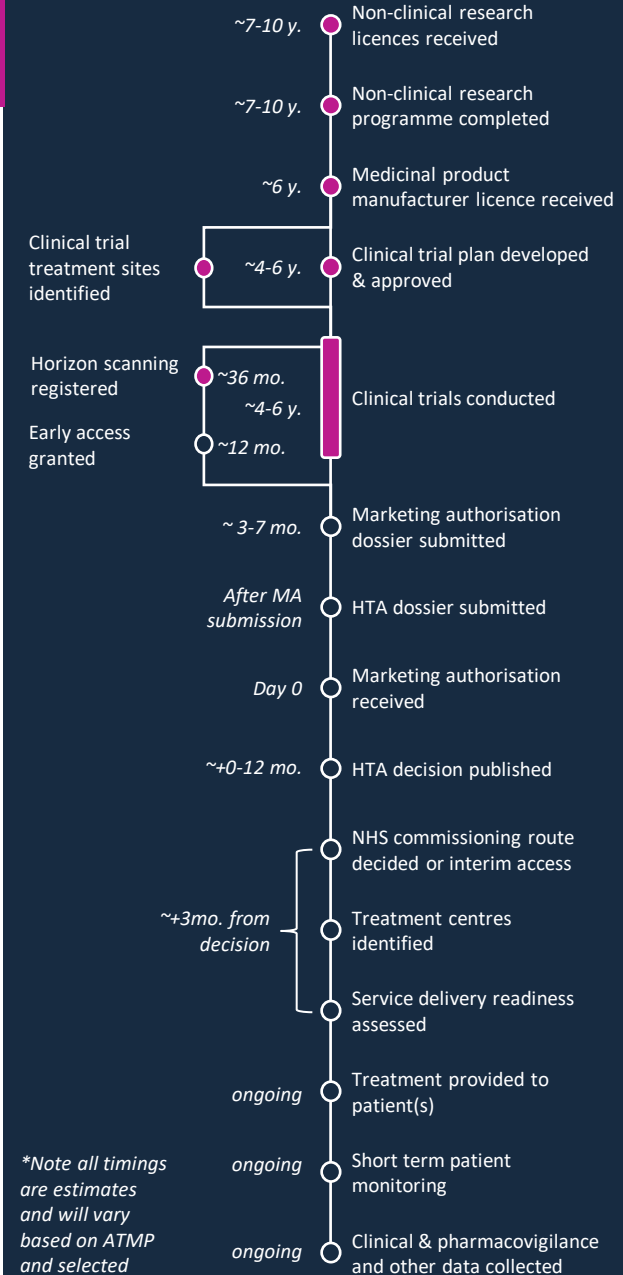 ~7-10 y.
Non-clinical research
licences received
~7-10 y.
Non-clinical research
programme completed
~6 y.
Medicinal product
manufacturer licence received
Clinical trial
treatment sites
identified
~4-6 y.
Clinical trial plan developed
& approved
Horizon scanning
registered
~36 mo.
~4-6 y.
Early access
granted
~12 mo.
Clinical trials conducted
~ 3-7 mo.
Marketing authorisation
dossier submitted
After MA
submission
HTA dossier submitted
Day 0
Marketing authorisation
received
~+0-12 mo.
HTA decision published
NHS commissioning route
decided or interim access
~+3mo. from
decision
Treatment centres
identified
Service delivery readiness
assessed
ongoing
Treatment provided to
patient(s)
ongoing
Short term patient
monitoring
ongoing
Clinical & pharmacovigilance
and other data collected
*Note all timings
are estimates
and will vary
based on ATMP
and selected